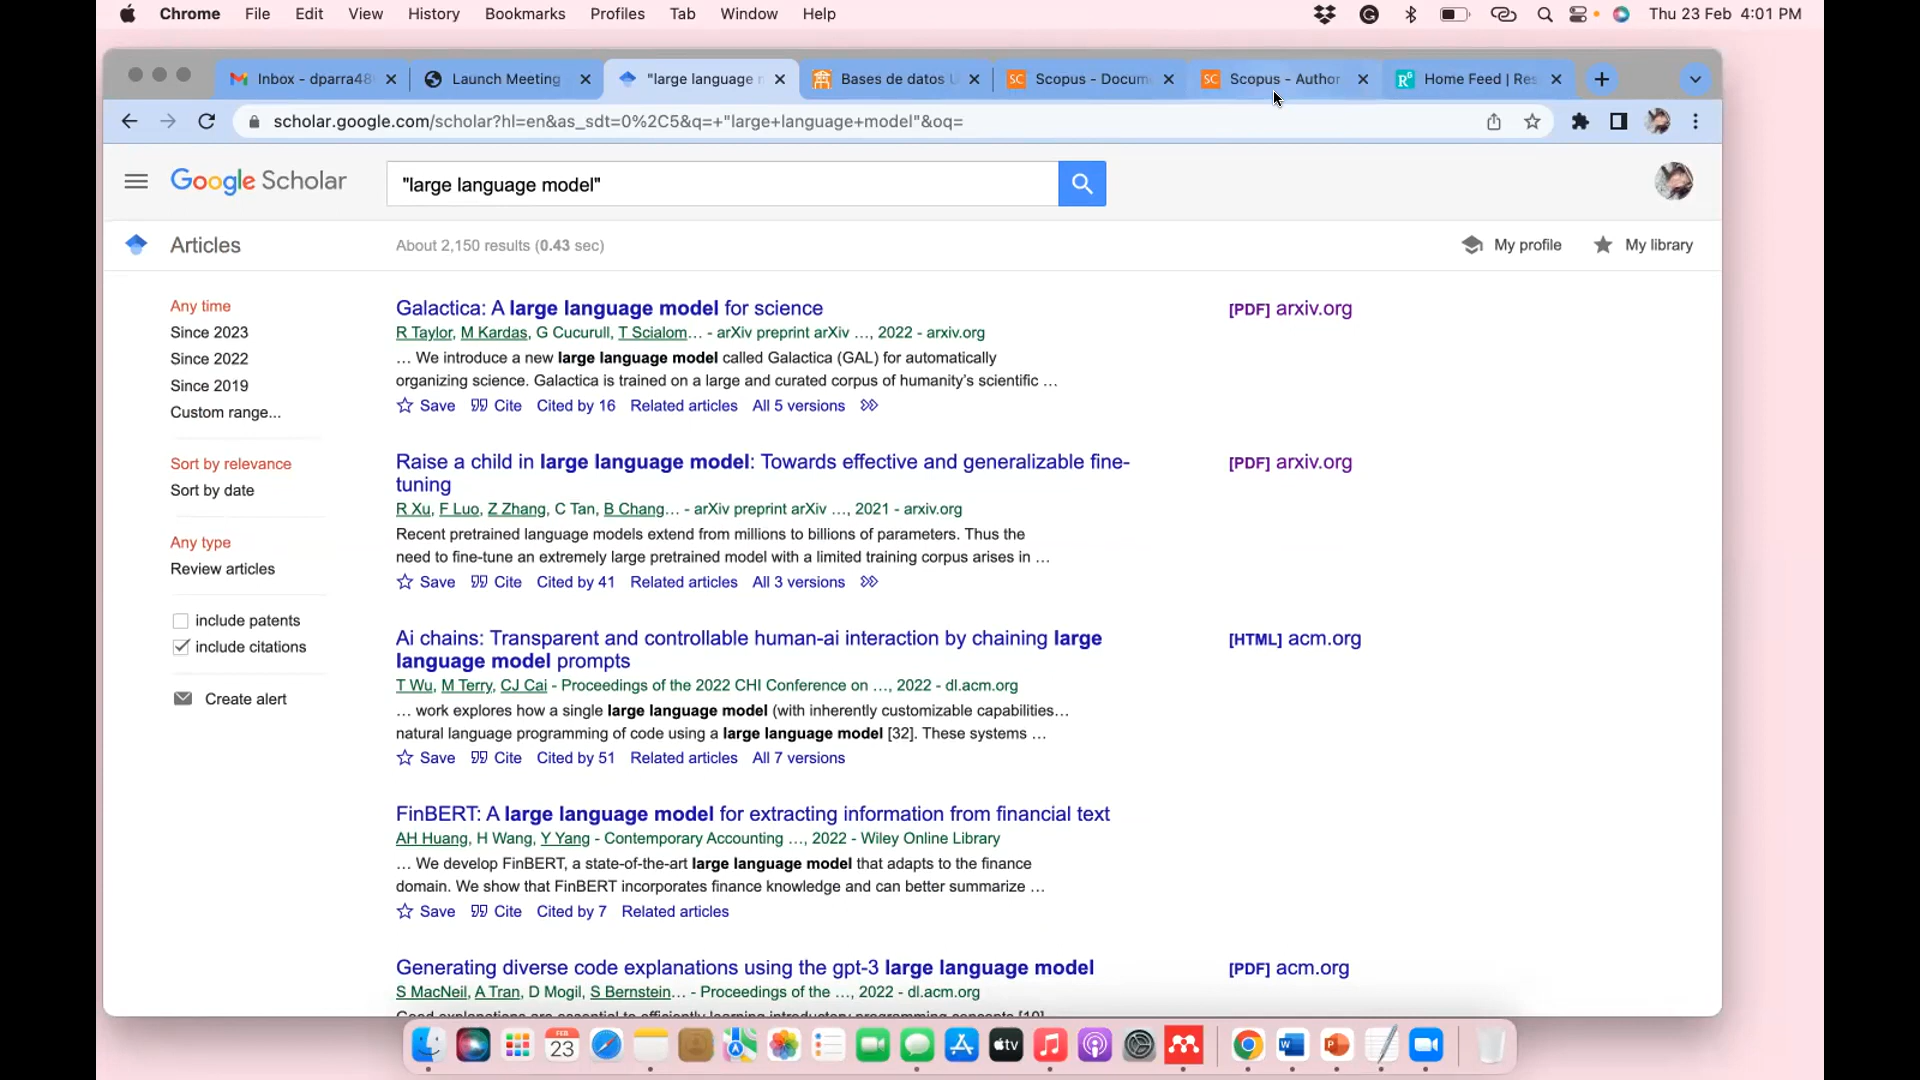 Chrome File Edit View History Bookmarks Profiles Tab Window Help Thu 23 Feb 4:01 PM
Inbox - dparra48 Launch Meeting "large language m Bases de datos U Scopus - Docum Scopus - Author Home Feed | Res
scholar.google.com/scholar?hl=en&as_sdt=0%2C5&q=+"large+language+model"&oq=
Google Scholar "large language model"
Articles About 2,150 results (0.43 sec) My profile My library
Any time
Since 2023
Since 2022
Since 2019
Custom range...
Sort by relevance
Sort by date
Any type
Review articles
include patents
include citations
Create alert
Galactica: A large language model for science
R Taylor, M Kardas, G Cucurull, T Scialom… - arXiv preprint arXiv …, 2022 - arxiv.org
… We introduce a new large language model called Galactica (GAL) for automatically
organizing science. Galactica is trained on a large and curated corpus of humanity's scientific …
Save Cite Cited by 16 Related articles All 5 versions
[PDF] arxiv.org
Raise a child in large language model: Towards effective and generalizable fine-
tuning
R Xu, F Luo, Z Zhang, C Tan, B Chang… - arXiv preprint arXiv …, 2021 - arxiv.org
Recent pretrained language models extend from millions to billions of parameters. Thus the
need to fine-tune an extremely large pretrained model with a limited training corpus arises in …
Save Cite Cited by 41 Related articles All 3 versions
[PDF] arxiv.org
Ai chains: Transparent and controllable human-ai interaction by chaining large
language model prompts
T Wu, M Terry, CJ Cai - Proceedings of the 2022 CHI Conference on …, 2022 - dl.acm.org
… work explores how a single large language model (with inherently customizable capabilities…
natural language programming of code using a large language model [32]. These systems …
Save Cite Cited by 51 Related articles All 7 versions
[HTML] acm.org
FinBERT: A large language model for extracting information from financial text
AH Huang, H Wang, Y Yang - Contemporary Accounting …, 2022 - Wiley Online Library
… We develop FinBERT, a state-of-the-art large language model that adapts to the finance
domain. We show that FinBERT incorporates finance knowledge and can better summarize …
Save Cite Cited by 7 Related articles
Generating diverse code explanations using the gpt-3 large language model
S MacNeil, A Tran, D Mogil, S Bernstein… - Proceedings of the …, 2022 - dl.acm.org
Good explanations are essential to efficiently learning introductory programming concepts [10]
[PDF] acm.org
FEB
23
tv